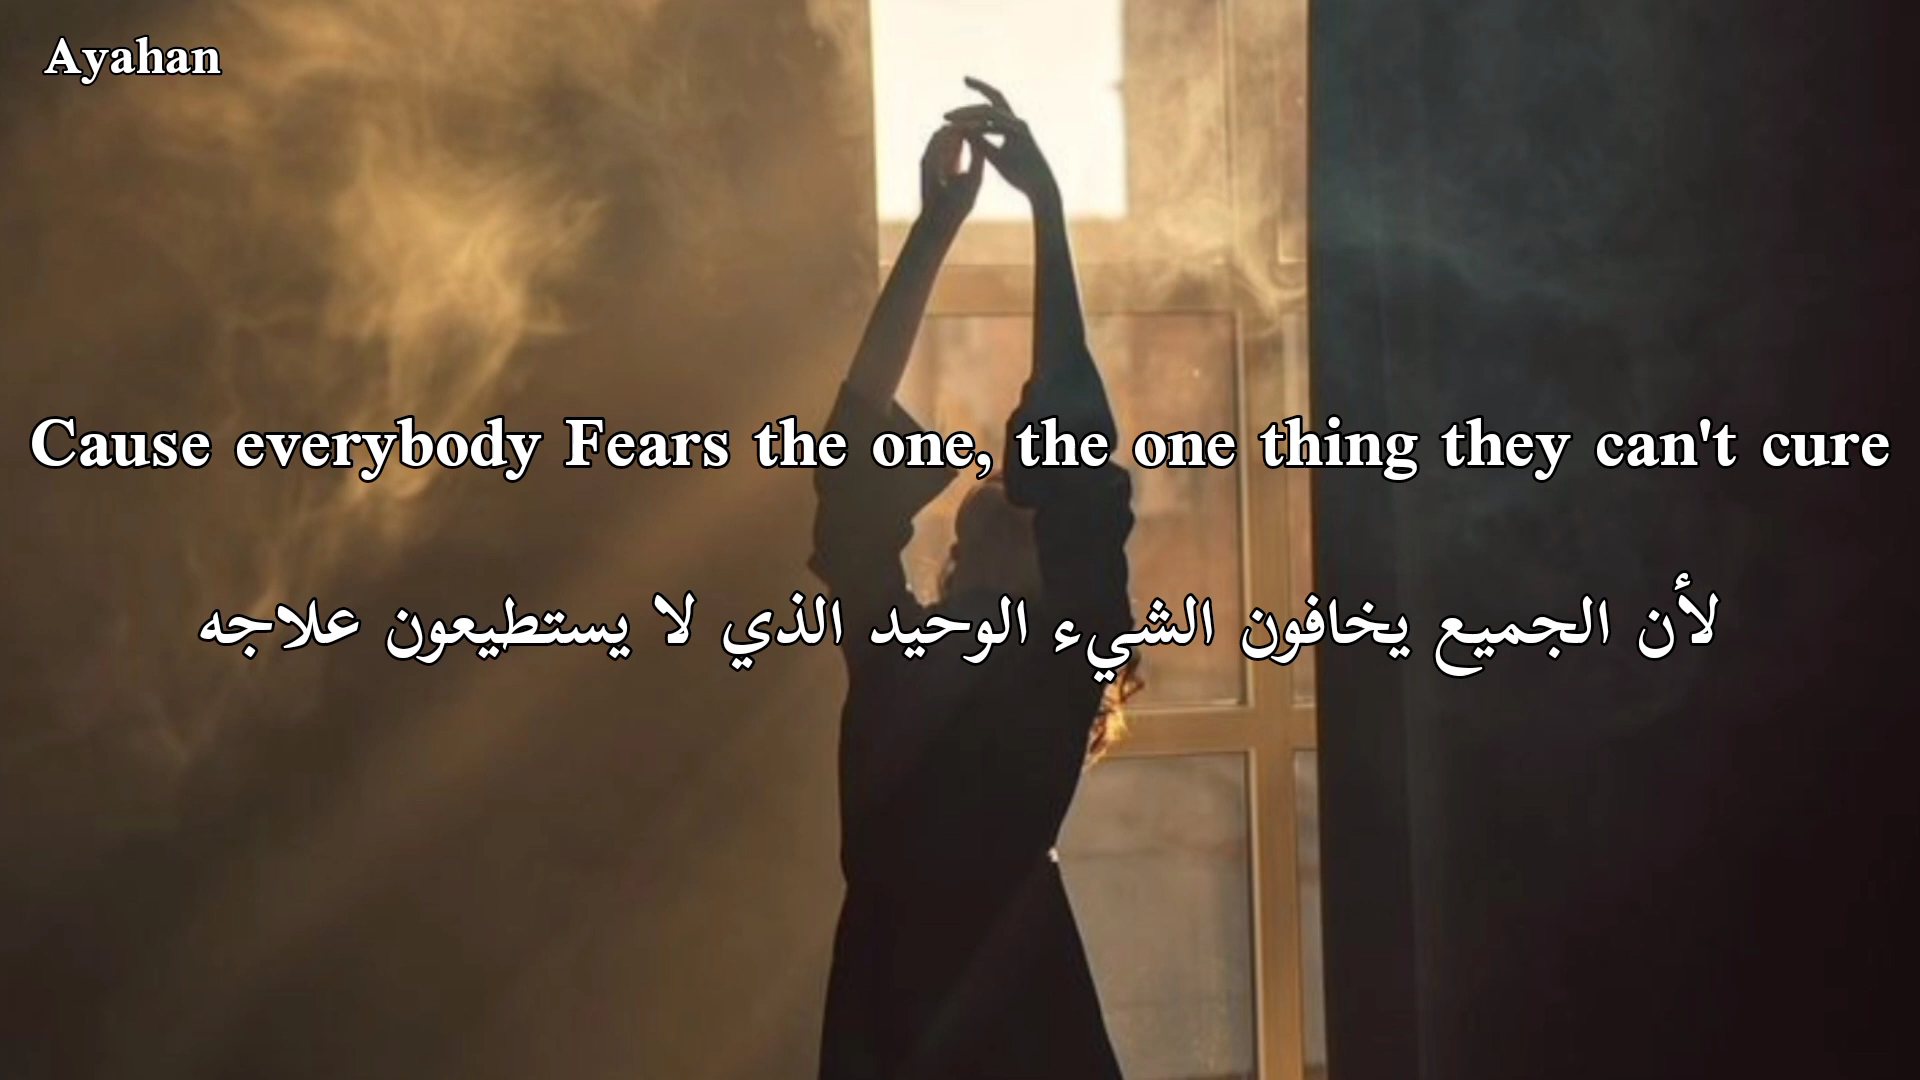 Ayahan
Cause everybody Fears the one, the one thing they can't cure
لأن الجميع يخافون الشيء الوحيد الذي لا يستطيعون علاجه